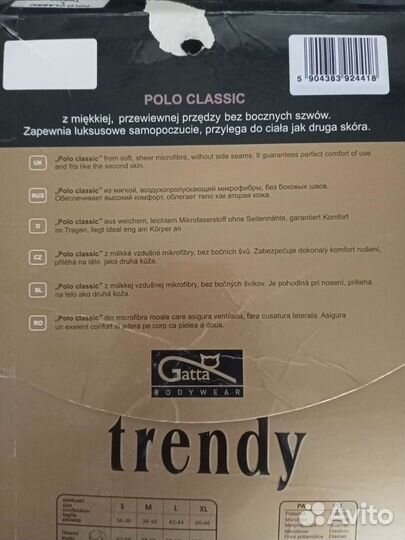 POLO CLASSIC
5 904383 924418
POLO CLASSIC
z miękkiej, przewiewnej przędzy bez bocznych szwów.
Zapewnia luksusowe samopoczucie, przylega do ciała jak druga skóra.
UK „Polo classic" from soft, sheer microfibre, without side seams. It guarantees perfect comfort of use
and fits like the second skin.
RUS „Polo classic" из мягкой, воздухопропускающей микрофибры, без боковых швов.
Обеспечивает высокий комфорт, облегает тело как вторая кожа.
D „Polo classic" aus weichem, leichtem Mikrofaserstoff ohne Seitennähte, garantiert Komfort
im Tragen, liegt ideal eng am Körper an
CZ „Polo classic" z měkké vzdušné mikrofibry, bez bočních švů. Zabezpečuje dokonalý komfort nošení,
přiléhá na tělo jako druhá kůža.
SL „Polo classic" z mäkkej vzdušnej mikrofibry, bez bočných švíkov. Je pohodlná pri nosení, prilieha
na telo ako druhá koža.
RO „Polo classic" din microfibra moale care asigura ventilatia, fara cusatura laterala. Asigura
un exelent confort si adera pe corp ca pielea a doua.
Gatta
BODYWEAR
trendy
S M L XL
36-38 38-40 42-44 46-48
Avito